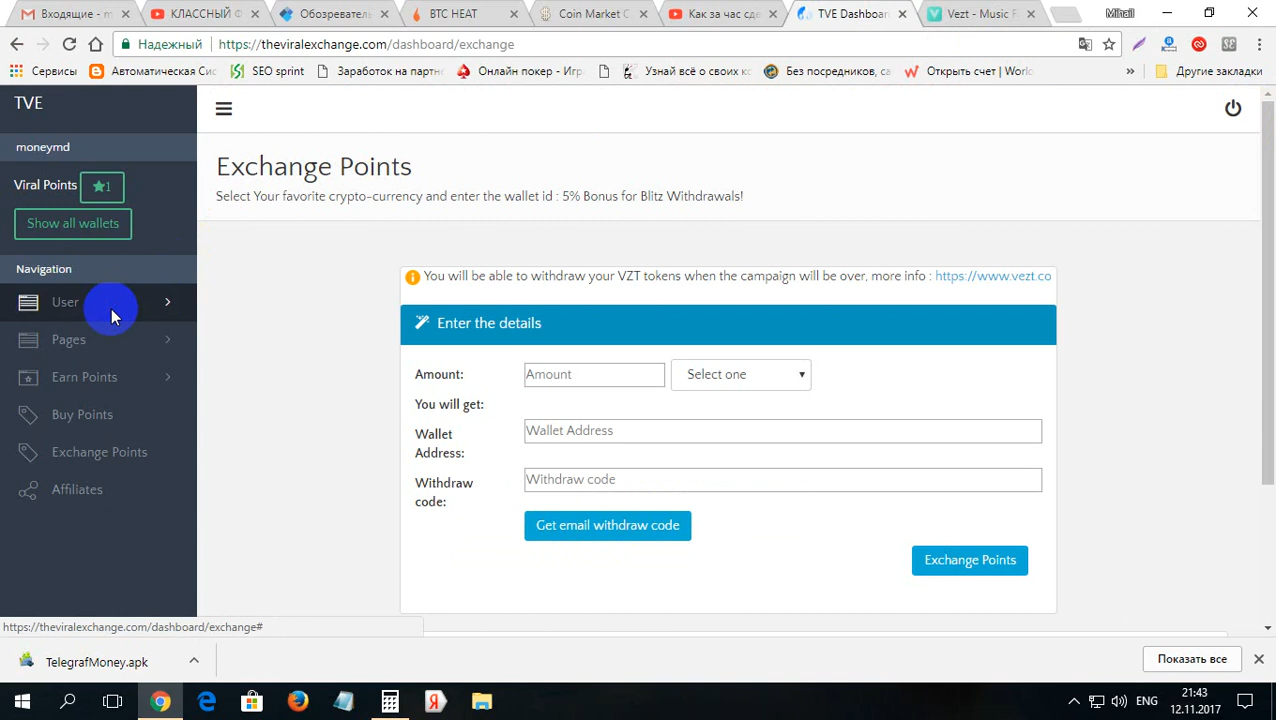 Входящие - m
КЛАССНЫЙ Ф
Обозревател
BTC HEAT
Coin Market C
Как за час сде
TVE Dashboar
Vezt - Music F
Mihail
Надежный
https://theviralexchange.com/dashboard/exchange
Сервисы
Автоматическая Сис
SEO sprint
Заработок на партне
Онлайн покер - Игра
Узнай всё о своих кo
Без посредников, са
Открыть счет | Worl
»
Другие закладки
TVE
moneymd
Viral Points
1
Show all wallets
Navigation
User
Pages
Earn Points
Buy Points
Exchange Points
Affiliates
Exchange Points
Select Your favorite crypto-currency and enter the wallet id : 5% Bonus for Blitz Withdrawals!
You will be able to withdraw your VZT tokens when the campaign will be over, more info : https://www.vezt.co
Enter the details
Amount:
Amount
Select one
You will get:
Wallet
Address:
Wallet Address
Withdraw
code:
Withdraw code
Get email withdraw code
Exchange Points
https://theviralexchange.com/dashboard/exchange#
TelegrafMoney.apk
Показать все
ENG
21:43
12.11.2017